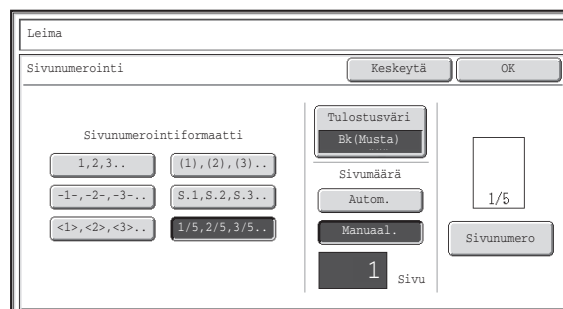 Leima
Sivunumerointi
Keskeytä
OK
Sivunumerointiformaatti
1,2,3..
(1),(2),(3)..
-1-,-2-,-3-..
S.1,S.2,S.3..
<1>,<2>,<3>..
1/5,2/5,3/5..
Tulostusväri
Bk(Musta)
Sivumäärä
Autom.
Manuaal.
1 Sivu
1/5
Sivunumero